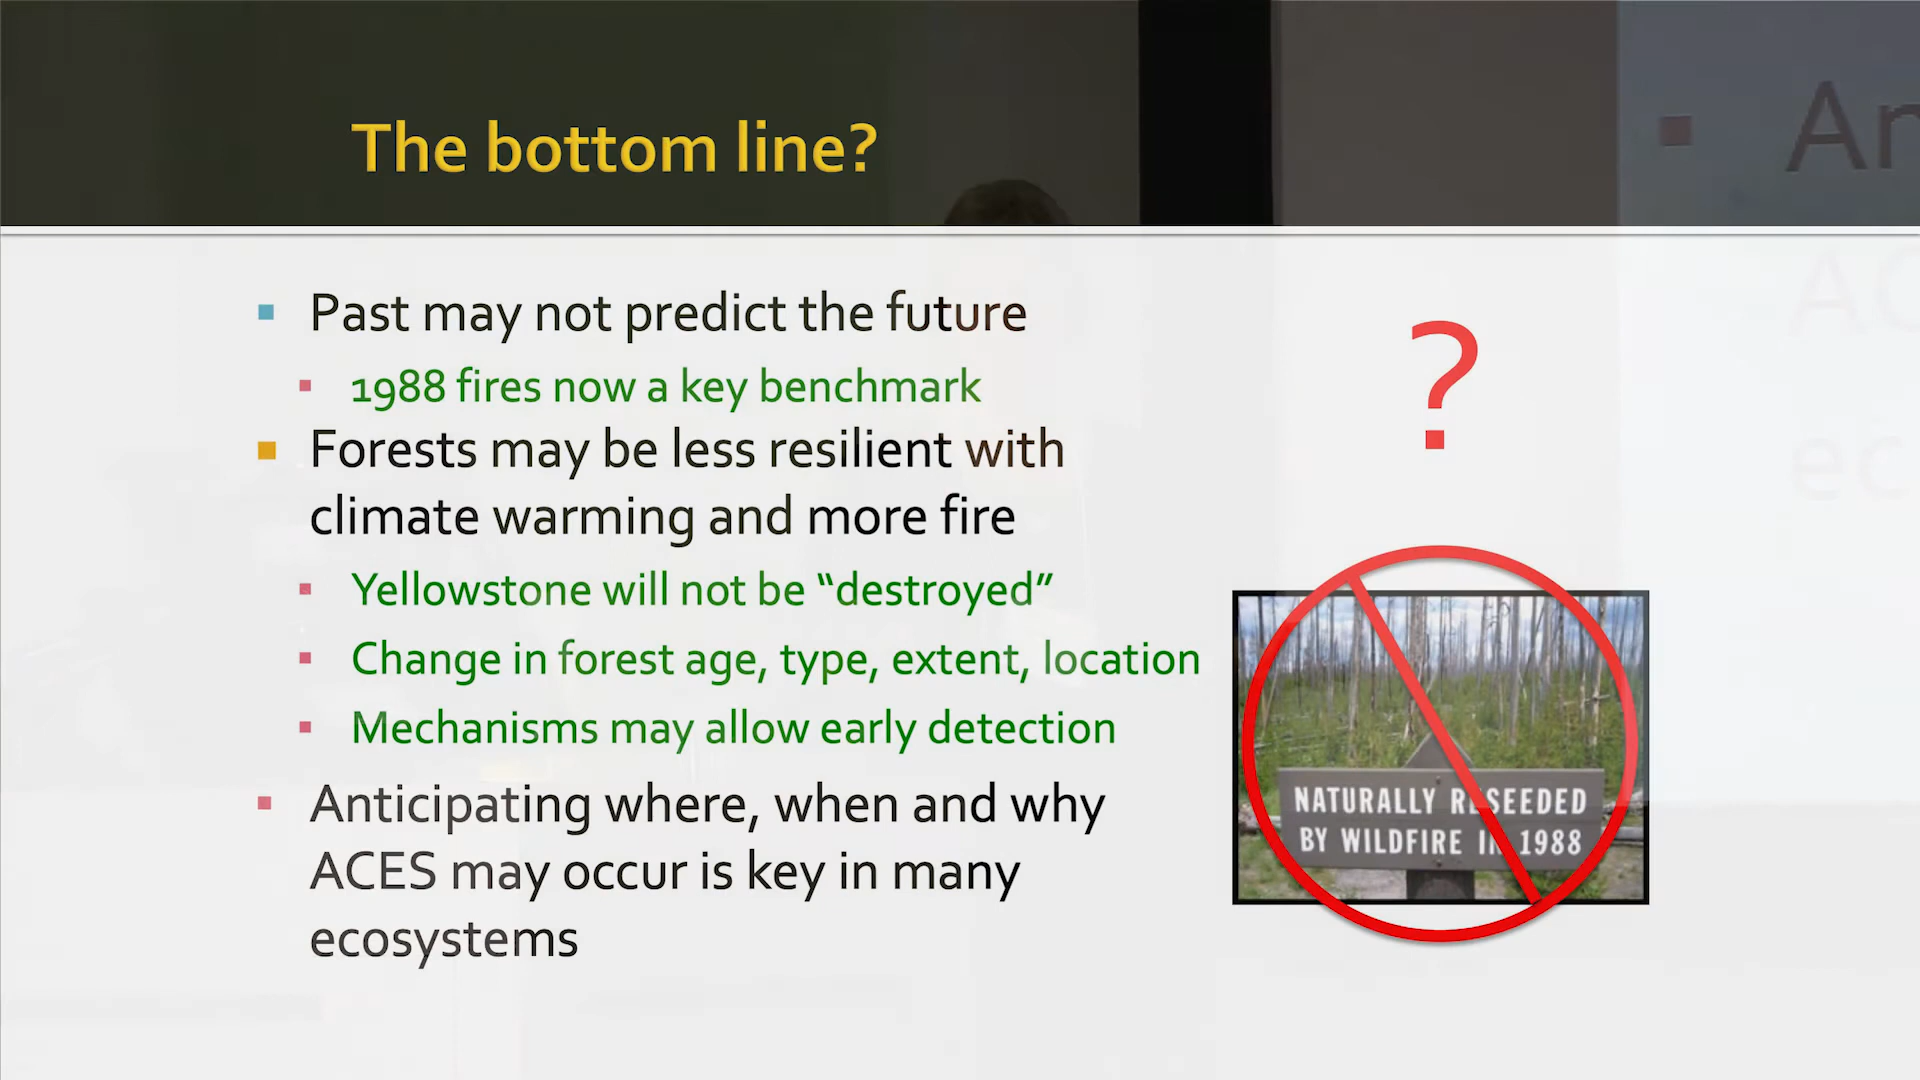 The bottom line?
Past may not predict the future
1988 fires now a key benchmark
Forests may be less resilient with
climate warming and more fire
Yellowstone will not be “destroyed”
Change in forest age, type, extent, location
Mechanisms may allow early detection
Anticipating where, when and why
ACES may occur is key in many
ecosystems
?
NATURALLY RESEEDED
BY WILDFIRE IN 1988
An
AC
ec